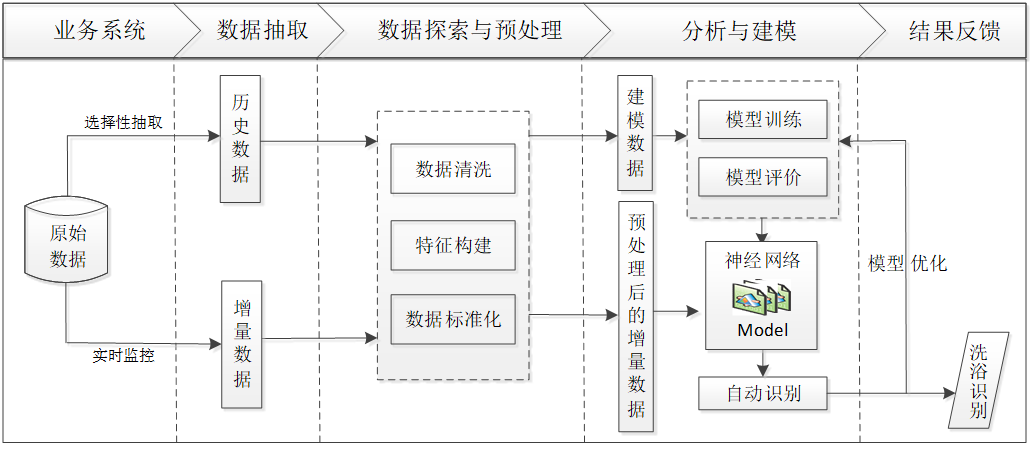 业务系统
数据抽取
数据探索与预处理
分析与建模
结果反馈
选择性抽取
原始
数据
实时监控
历史数据
增量数据
数据清洗
特征构建
数据标准化
建模数据
预处理后的增量数据
模型训练
模型评价
神经网络
Model
自动识别
模型优化
洗浴识别